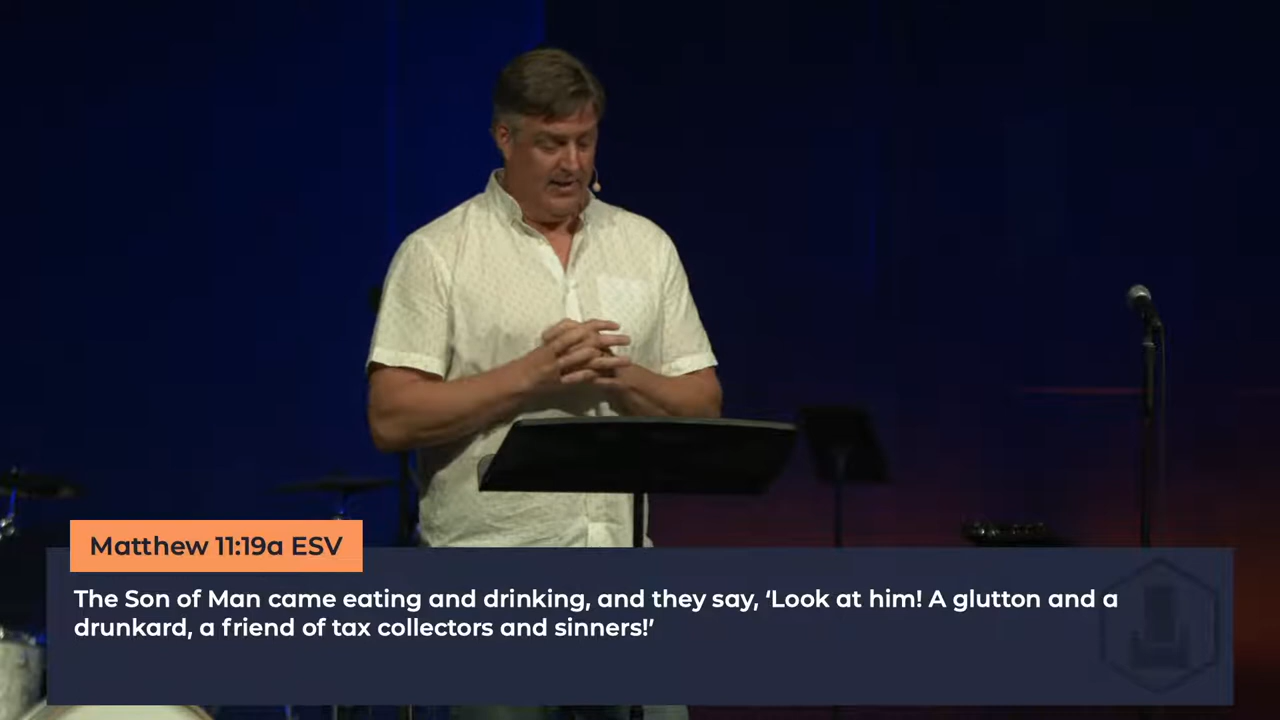 Matthew 11:19a ESV
The Son of Man came eating and drinking, and they say, ‘Look at him! A glutton and a
drunkard, a friend of tax collectors and sinners!’